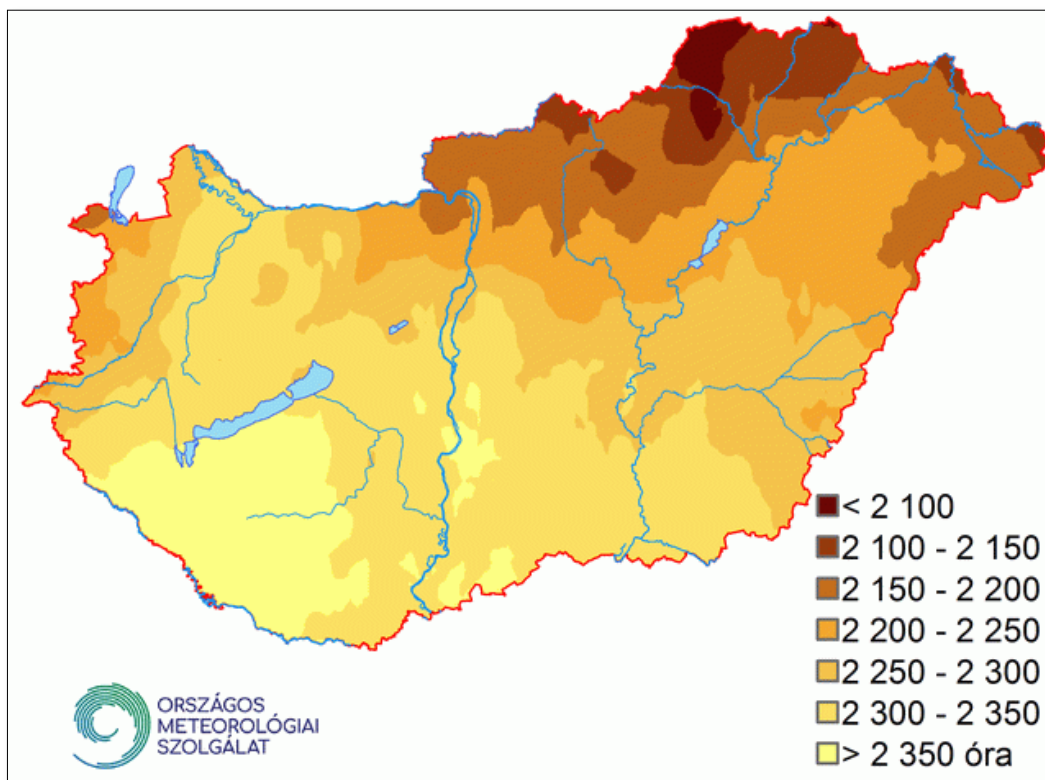 < 2 100
2 100 - 2 150
2 150 - 2 200
2 200 - 2 250
2 250 - 2 300
2 300 - 2 350
> 2 350 óra
ORSZÁGOS
METEOROLÓGIAI
SZOLGÁLAT